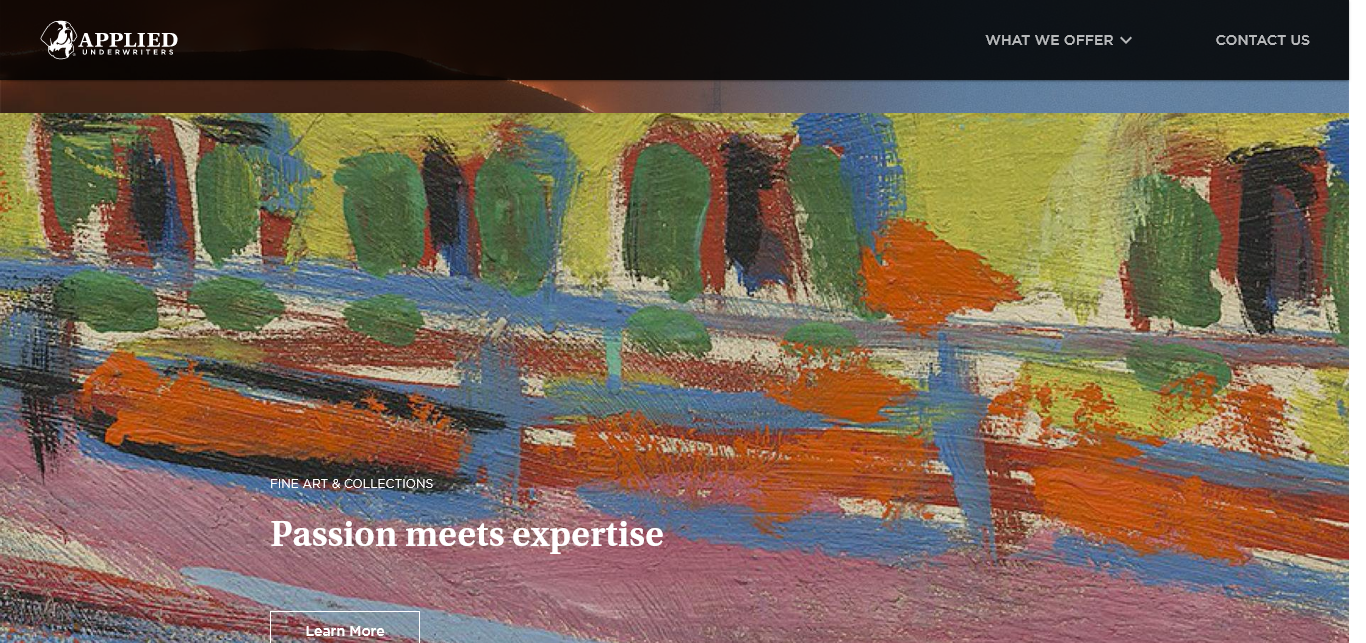 APPLIED
UNDERWRITERS
WHAT WE OFFER
CONTACT US
FINE ART & COLLECTIONS
Passion meets expertise
Learn More